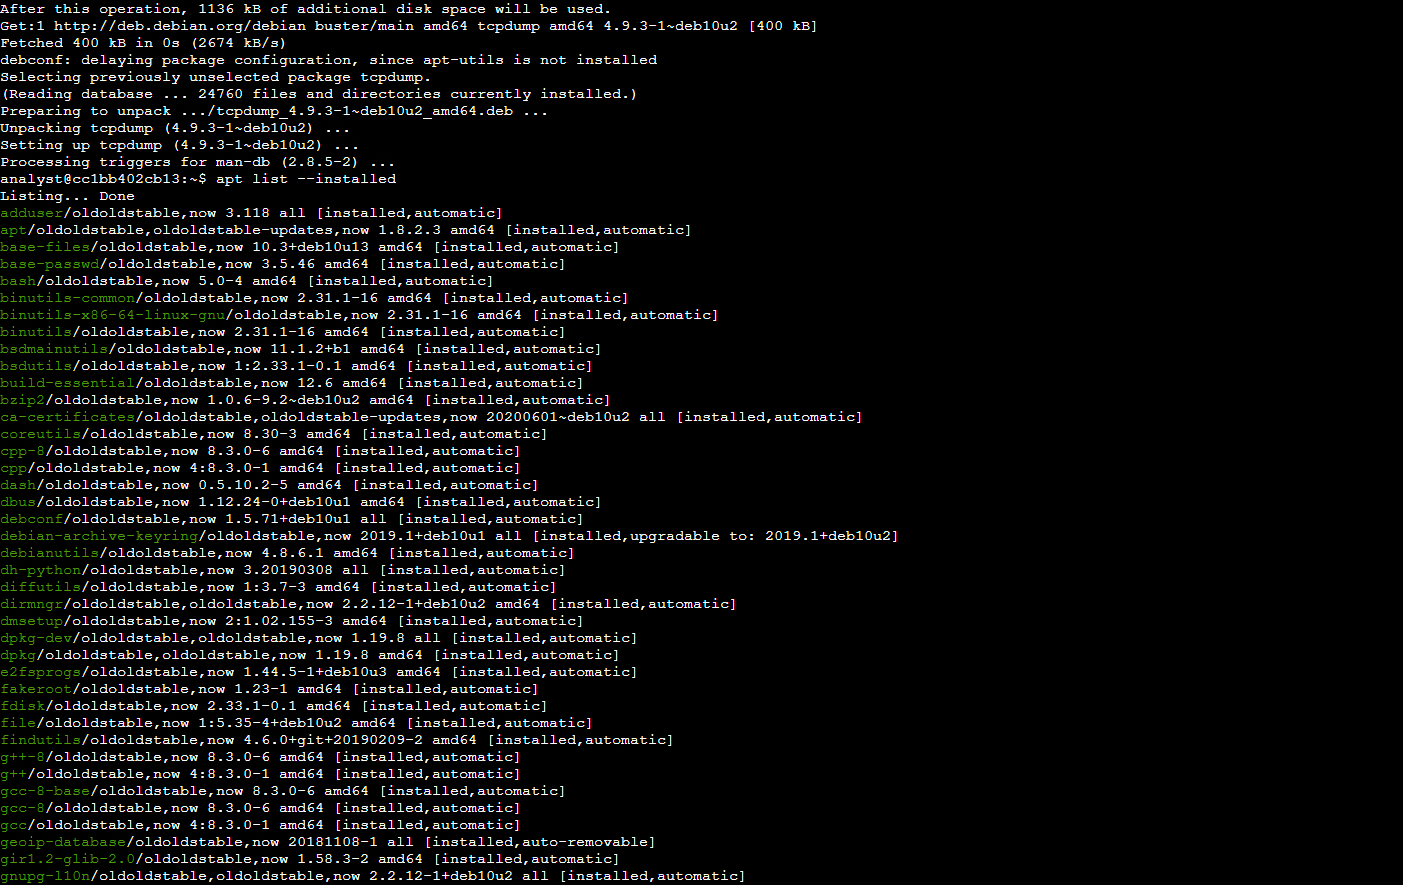 After this operation, 1136 kB of additional disk space will be used.
Get:1 http://deb.debian.org/debian buster/main amd64 tcpdump amd64 4.9.3-1~deb10u2 [400 kB]
Fetched 400 kB in 0s (2674 kB/s)
debconf: delaying package configuration, since apt-utils is not installed
Selecting previously unselected package tcpdump.
(Reading database ... 24760 files and directories currently installed.)
Preparing to unpack .../tcpdump_4.9.3-1~deb10u2_amd64.deb ...
Unpacking tcpdump (4.9.3-1~deb10u2) ...
Setting up tcpdump (4.9.3-1~deb10u2) ...
Processing triggers for man-db (2.8.5-2) ...
analyst@cc1bb402cb13:~$ apt list --installed
Listing... Done
adduser/oldoldstable,now 3.118 all [installed,automatic]
apt/oldoldstable,oldoldstable-updates,now 1.8.2.3 amd64 [installed,automatic]
base-files/oldoldstable,now 10.3+deb10u13 amd64 [installed,automatic]
base-passwd/oldoldstable,now 3.5.46 amd64 [installed,automatic]
bash/oldoldstable,now 5.0-4 amd64 [installed,automatic]
binutils-common/oldoldstable,now 2.31.1-16 amd64 [installed,automatic]
binutils-x86-64-linux-gnu/oldoldstable,now 2.31.1-16 amd64 [installed,automatic]
binutils/oldoldstable,now 2.31.1-16 amd64 [installed,automatic]
bsdmainutils/oldoldstable,now 11.1.2+b1 amd64 [installed,automatic]
bsdutils/oldoldstable,now 1:2.33.1-0.1 amd64 [installed,automatic]
build-essential/oldoldstable,now 12.6 amd64 [installed,automatic]
bzip2/oldoldstable,now 1.0.6-9.2~deb10u2 amd64 [installed,automatic]
ca-certificates/oldoldstable,oldoldstable-updates,now 20200601~deb10u2 all [installed,automatic]
coreutils/oldoldstable,now 8.30-3 amd64 [installed,automatic]
cpp-8/oldoldstable,now 8.3.0-6 amd64 [installed,automatic]
cpp/oldoldstable,now 4:8.3.0-1 amd64 [installed,automatic]
dash/oldoldstable,now 0.5.10.2-5 amd64 [installed,automatic]
dbus/oldoldstable,now 1.12.24-0+deb10u1 amd64 [installed,automatic]
debconf/oldoldstable,now 1.5.71+deb10u1 all [installed,automatic]
debian-archive-keyring/oldoldstable,now 2019.1+deb10u1 all [installed,upgradable to: 2019.1+deb10u2]
debianutils/oldoldstable,now 4.8.6.1 amd64 [installed,automatic]
dh-python/oldoldstable,now 3.20190308 all [installed,automatic]
diffutils/oldoldstable,now 1:3.7-3 amd64 [installed,automatic]
dirmngr/oldoldstable,oldoldstable,now 2.2.12-1+deb10u2 amd64 [installed,automatic]
dmsetup/oldoldstable,now 2:1.02.155-3 amd64 [installed,automatic]
dpkg-dev/oldoldstable,oldoldstable,now 1.19.8 all [installed,automatic]
dpkg/oldoldstable,oldoldstable,now 1.19.8 amd64 [installed,automatic]
e2fsprogs/oldoldstable,now 1.44.5-1+deb10u3 amd64 [installed,automatic]
fakeroot/oldoldstable,now 1.23-1 amd64 [installed,automatic]
fdisk/oldoldstable,now 2.33.1-0.1 amd64 [installed,automatic]
file/oldoldstable,now 1:5.35-4+deb10u2 amd64 [installed,automatic]
findutils/oldoldstable,now 4.6.0+git+20190209-2 amd64 [installed,automatic]
g++-8/oldoldstable,now 8.3.0-6 amd64 [installed,automatic]
g++/oldoldstable,now 4:8.3.0-1 amd64 [installed,automatic]
gcc-8-base/oldoldstable,now 8.3.0-6 amd64 [installed,automatic]
gcc-8/oldoldstable,now 8.3.0-6 amd64 [installed,automatic]
gcc/oldoldstable,now 4:8.3.0-1 amd64 [installed,automatic]
geoip-database/oldoldstable,now 20181108-1 all [installed,auto-removable]
gir1.2-glib-2.0/oldoldstable,now 1.58.3-2 amd64 [installed,automatic]
gnupg-l10n/oldoldstable,oldoldstable,now 2.2.12-1+deb10u2 all [installed,automatic]